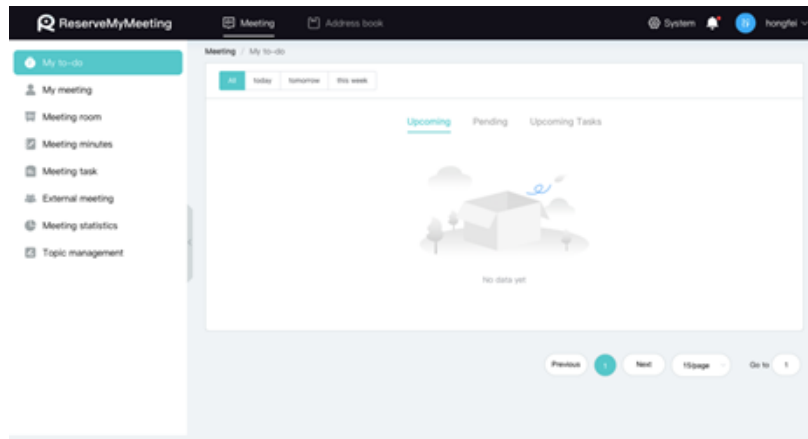 ReserveMyMeeting Meeting Address book System hongfei
Meeting / My to-do
My to-do
My meeting
Meeting room
Meeting minutes
Meeting task
External meeting
Meeting statistics
Topic management
All today tomorrow this week
Upcoming Pending Upcoming Tasks
No data yet
Previous 1 Next 15/page Go to 1